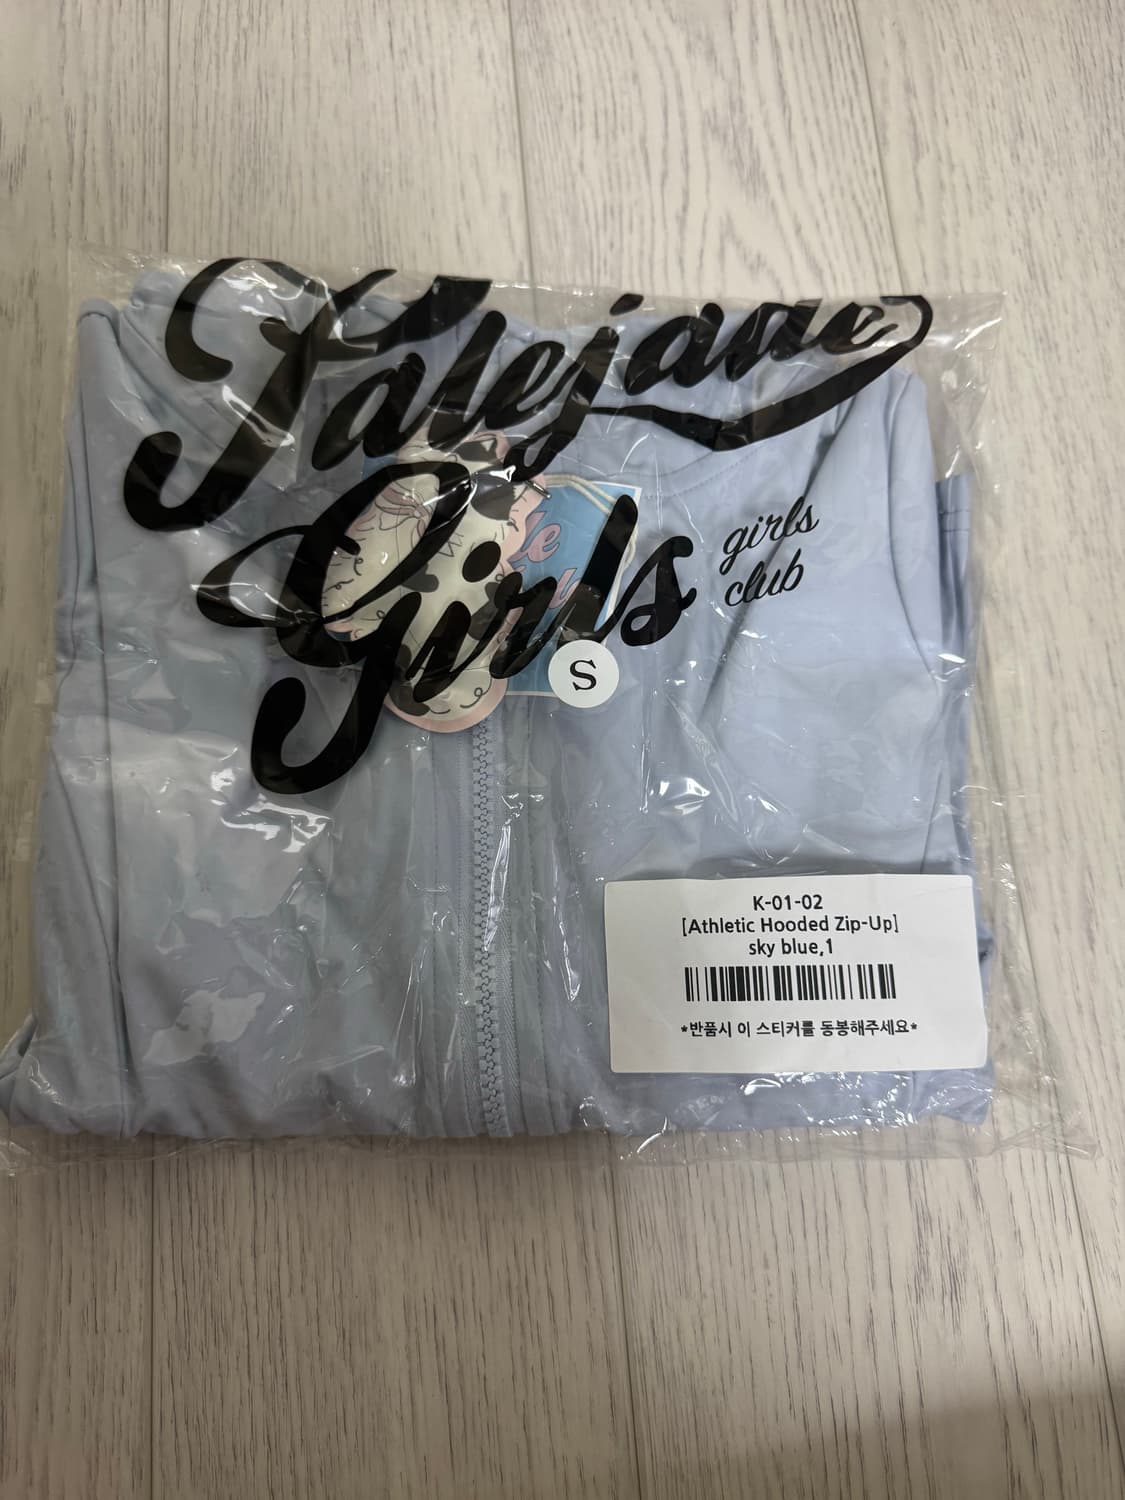 Palejade
Girls
girls
club
S
K-01-02
[Athletic Hooded Zip-Up]
sky blue,1
*반품시 이 스티커를 동봉해주세요*